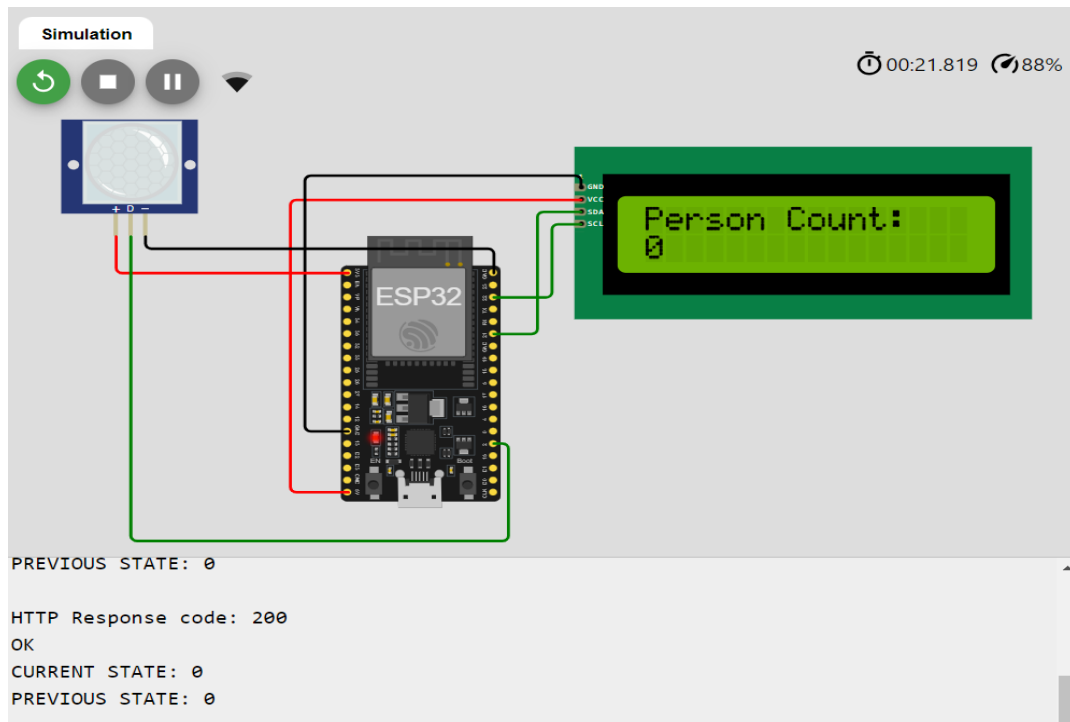 Simulation
00:21.819 88%
+ D −
GND
VCC
SDA
SCL
Person Count:
0
ESP32
EN
Boot
PREVIOUS STATE: 0
HTTP Response code: 200
OK
CURRENT STATE: 0
PREVIOUS STATE: 0